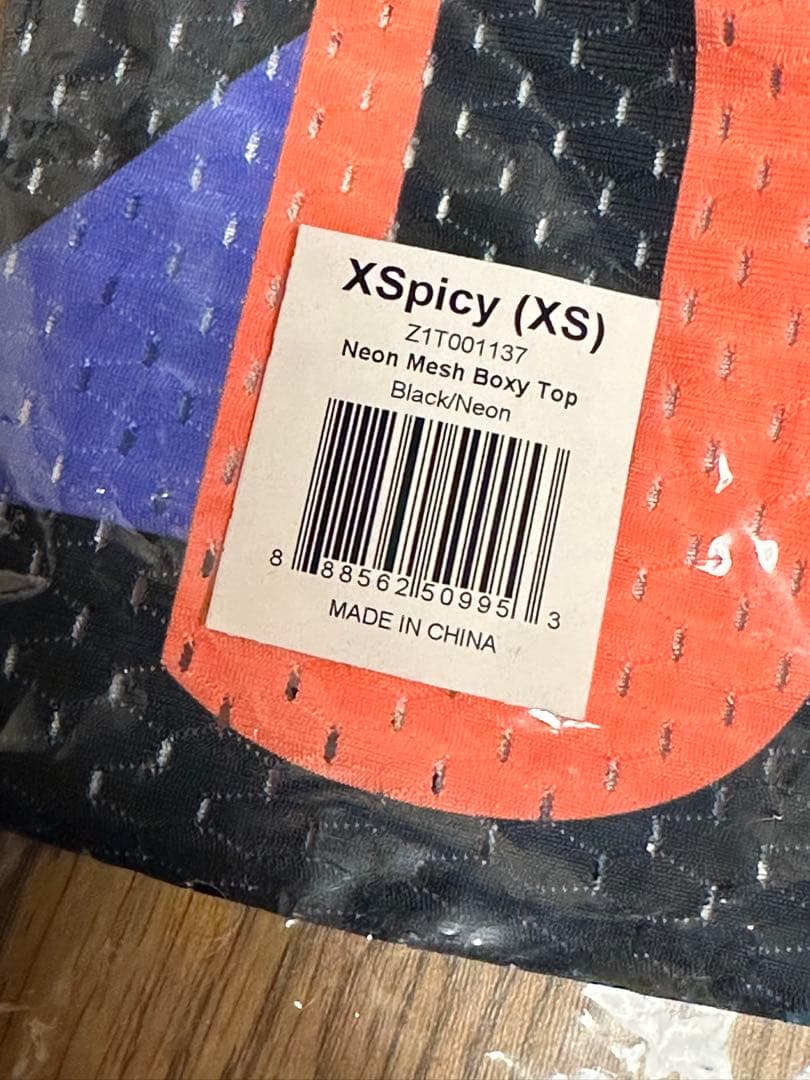 XSpicy (XS)
Z1T001137
Neon Mesh Boxy Top
Black/Neon
8 88562 50995 3
MADE IN CHINA